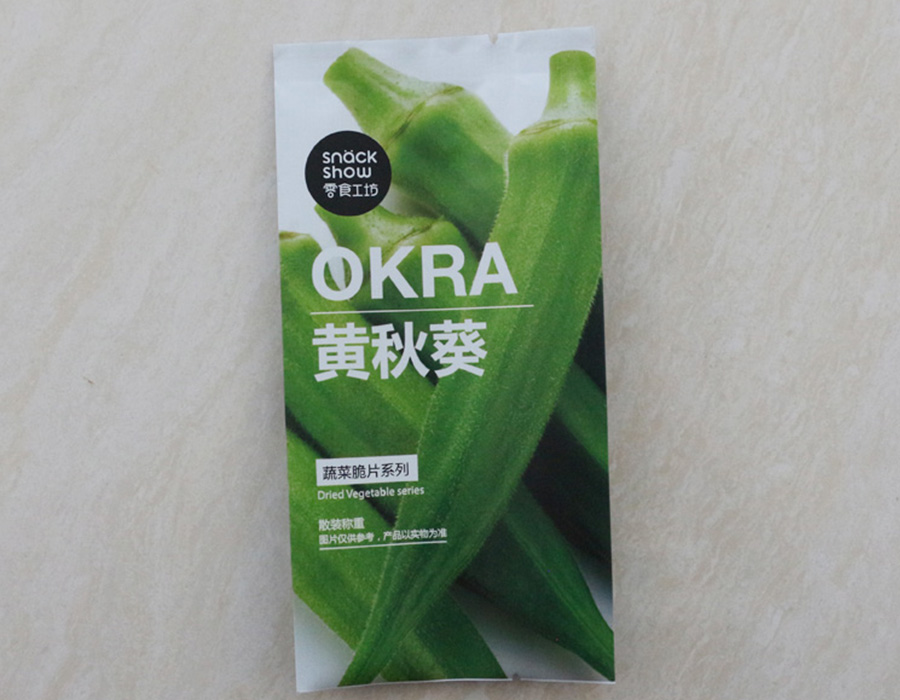 snäck
show
零食工坊
OKRA
黄秋葵
蔬菜脆片系列
Dried Vegetable series
散装称重
图片仅供参考，产品以实物为准